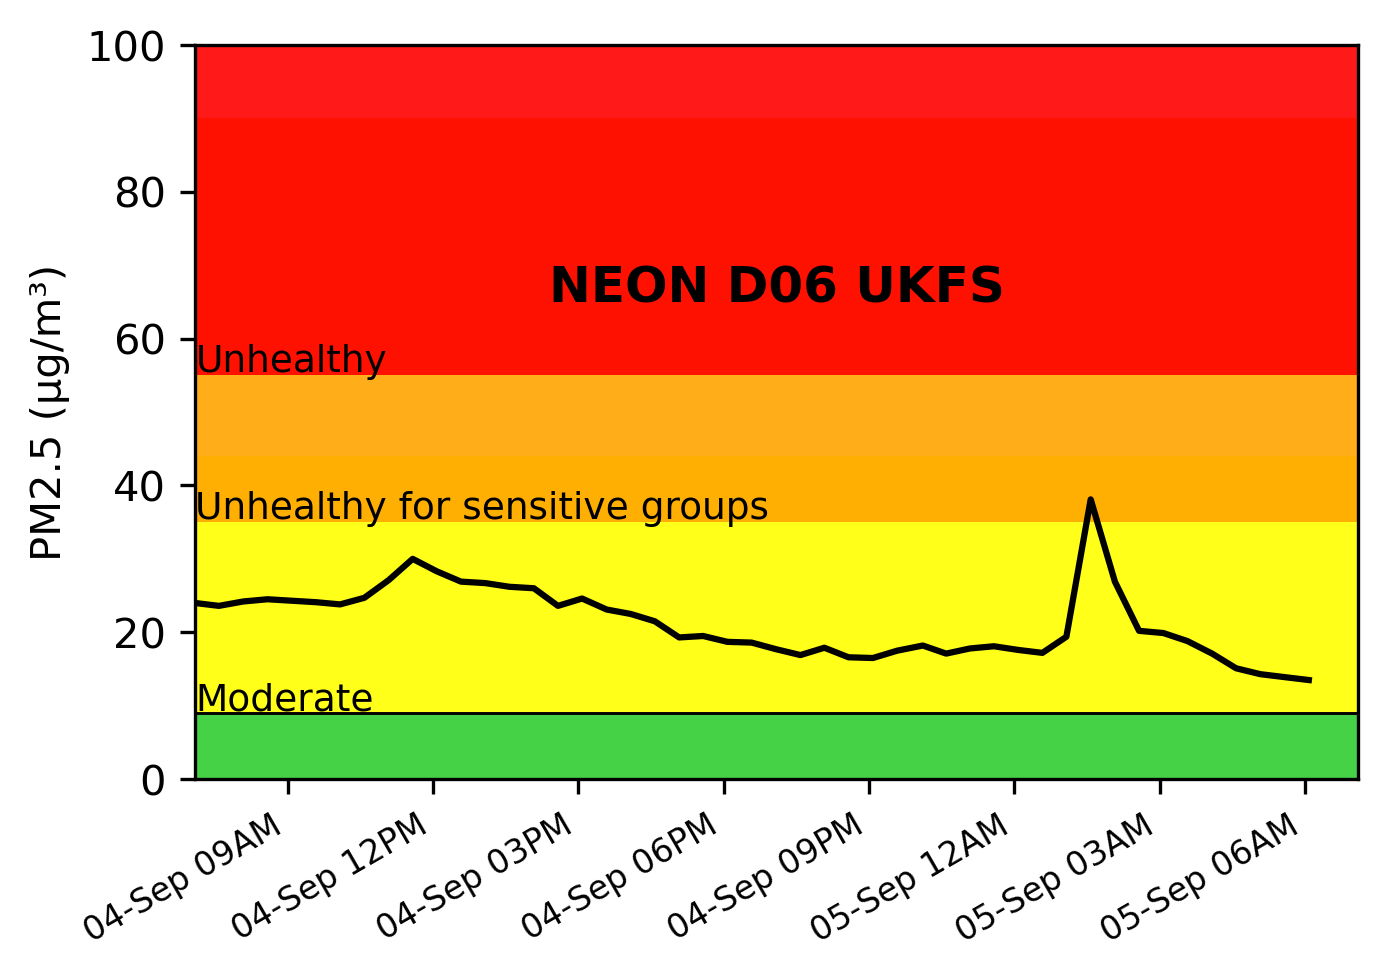 100
80
60
40
20
0
PM2.5 (µg/m³)
NEON D06 UKFS
Unhealthy
Unhealthy for sensitive groups
Moderate
04-Sep 09AM
04-Sep 12PM
04-Sep 03PM
04-Sep 06PM
04-Sep 09PM
05-Sep 12AM
05-Sep 03AM
05-Sep 06AM